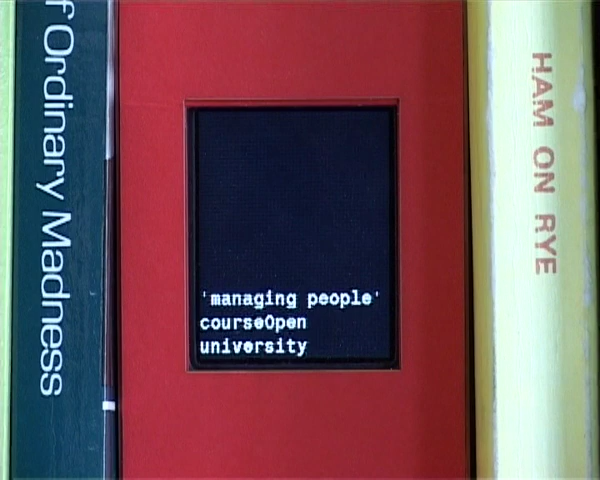 f Ordinary Madness
'managing people'
courseOpen
university
HAM ON RYE